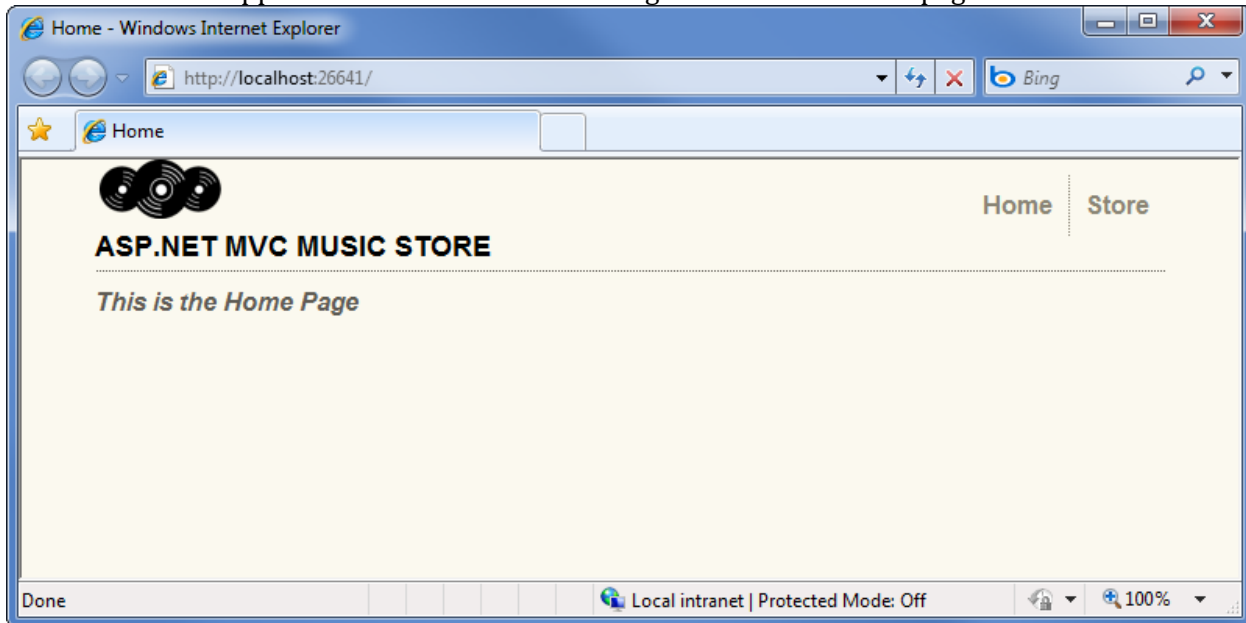 Home - Windows Internet Explorer
http://localhost:26641/
Bing
Home
Home Store
ASP.NET MVC MUSIC STORE
This is the Home Page
Done
Local intranet | Protected Mode: Off
100%